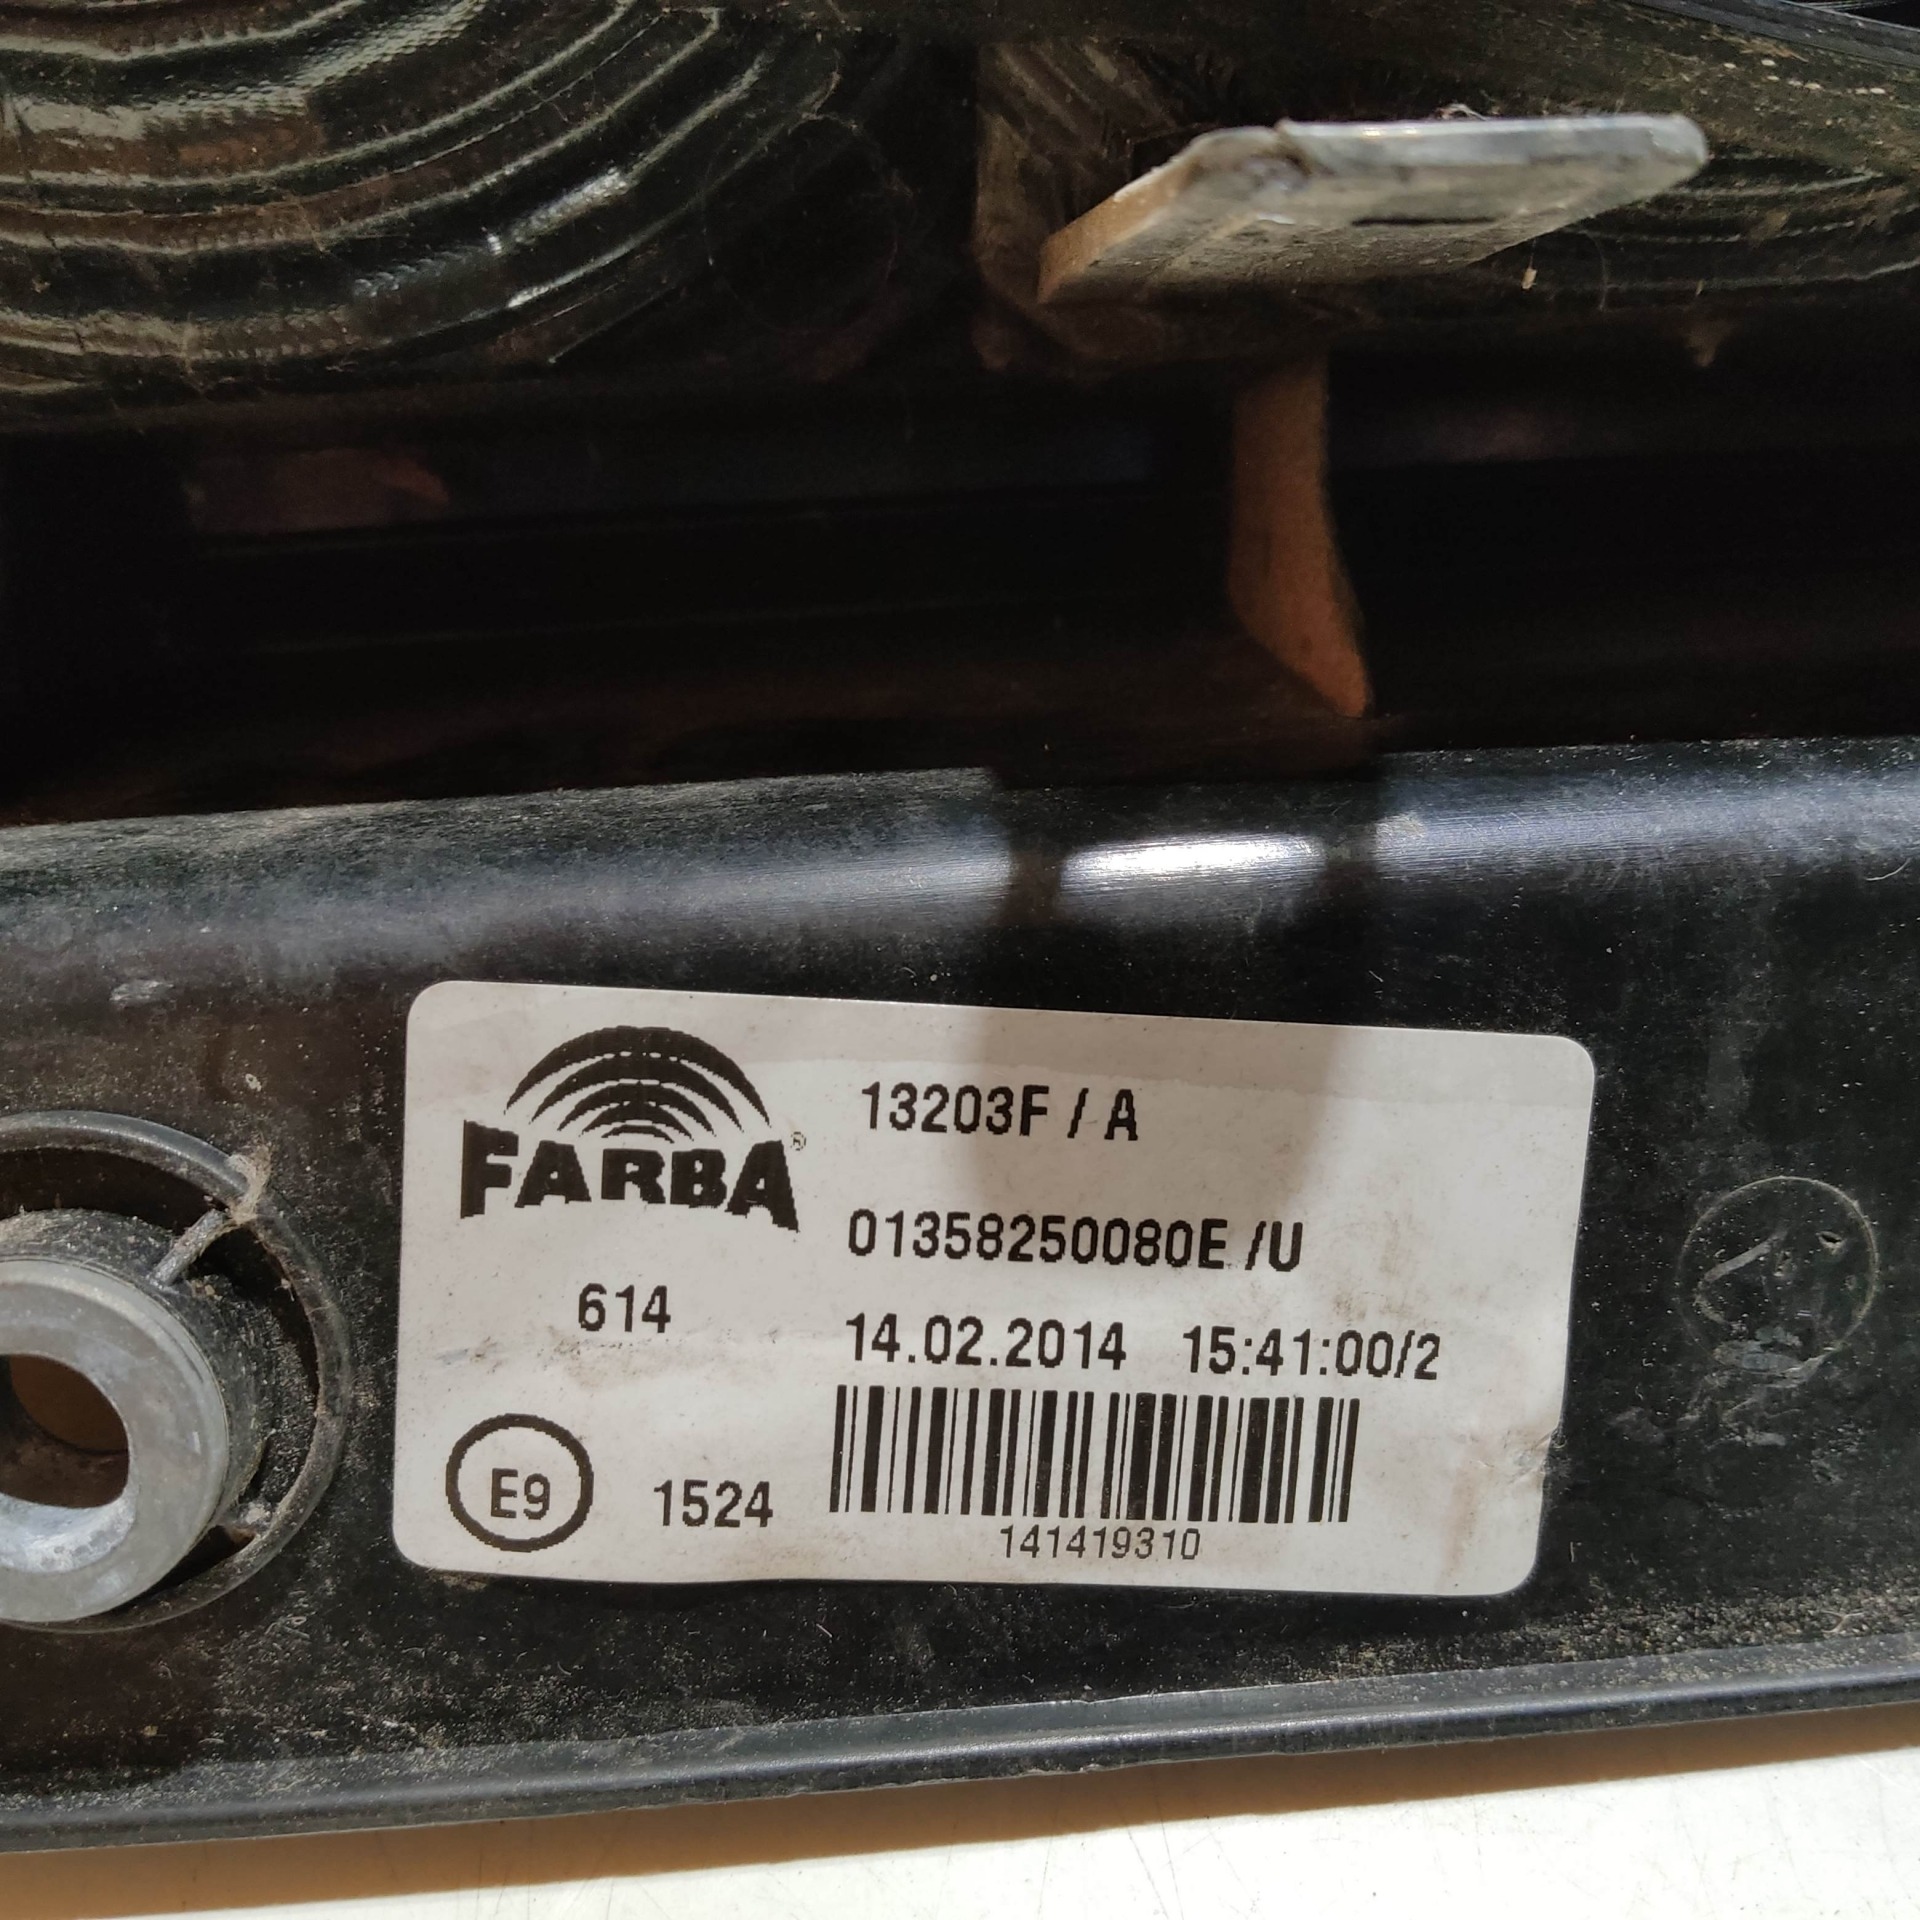 FARBA®
13203F / A
01358250080E /U
614
14.02.2014 15:41:00/2
E9
1524
141419310